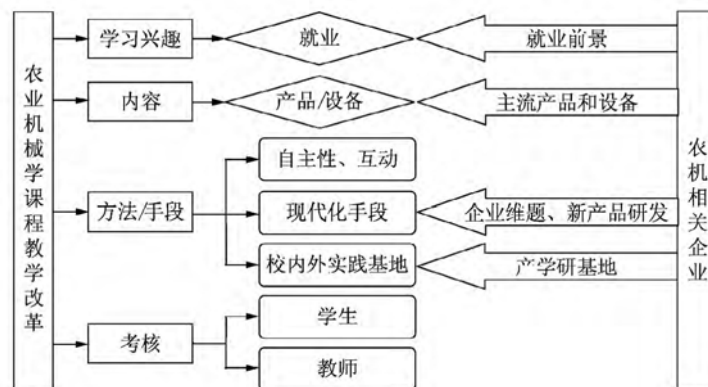 农业机械学课程教学改革
学习兴趣
就业
就业前景
内容
产品/设备
主流产品和设备
方法/手段
自主性、互动
现代化手段
企业维题、新产品研发
校内外实践基地
产学研基地
考核
学生
教师
农机相关企业